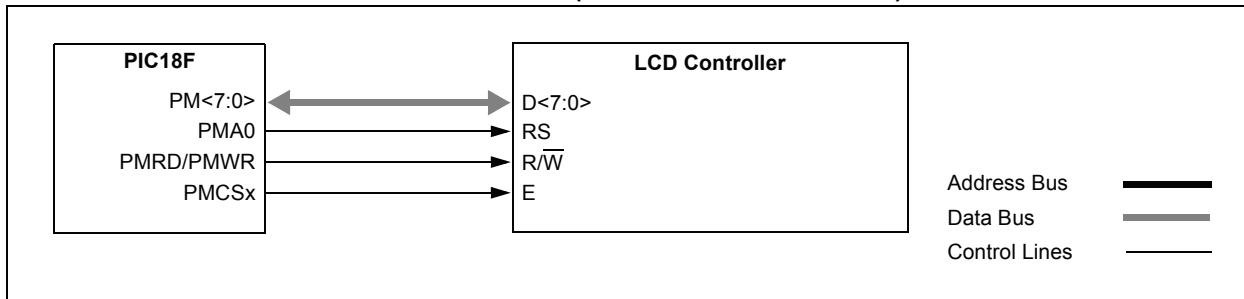 PIC18F
PM<7:0>
PMA0
PMRD/PMWR
PMCSx
LCD Controller
D<7:0>
RS
R/W̅
E
Address Bus
Data Bus
Control Lines